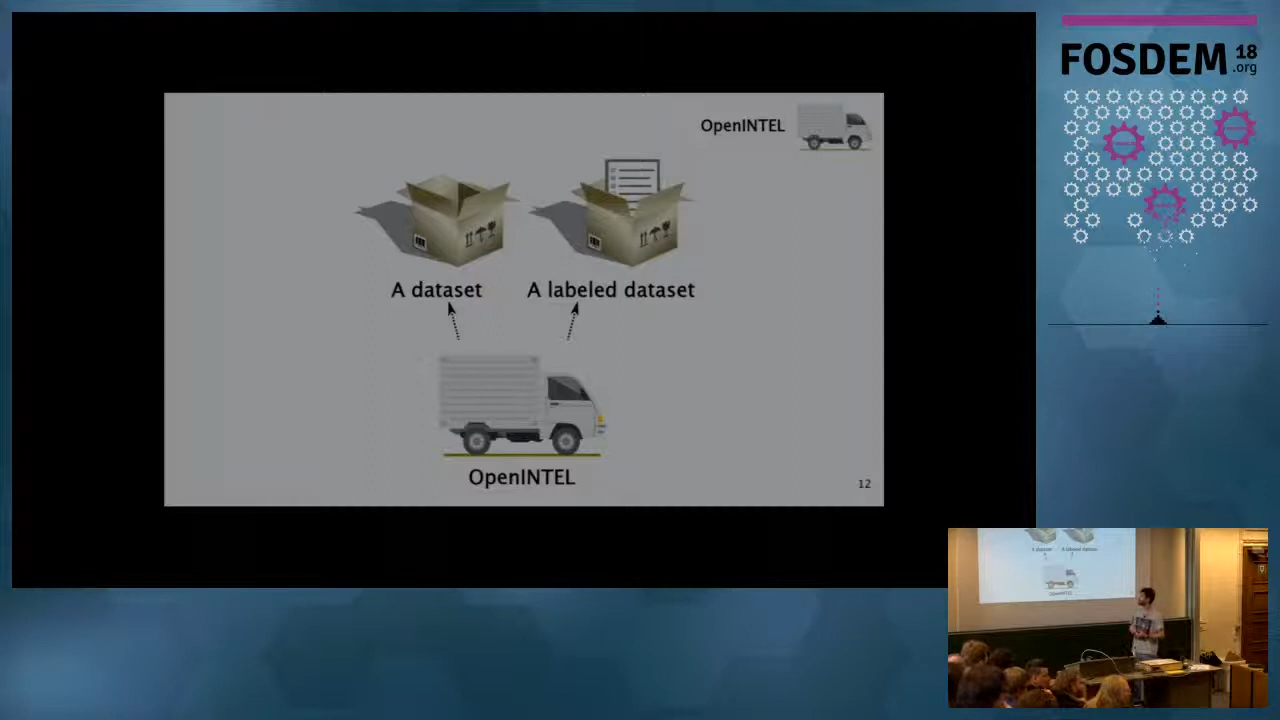 OpenINTEL
A dataset
A labeled dataset
OpenINTEL
12
FOSDEM 18
.org